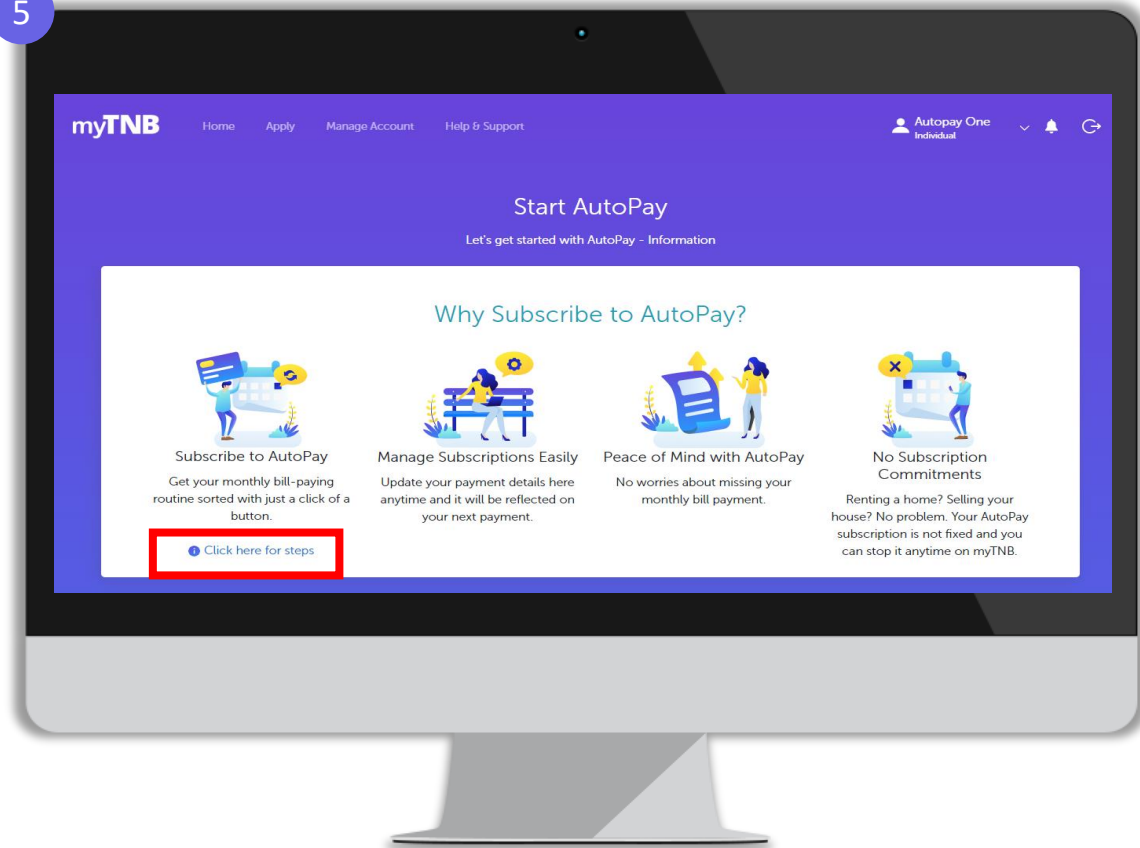 5
myTNB
Home Apply Manage Account Help & Support
Autopay One
Individual
Start AutoPay
Let's get started with AutoPay - Information
Why Subscribe to AutoPay?
Subscribe to AutoPay
Get your monthly bill-paying
routine sorted with just a click of a
button.
Click here for steps
Manage Subscriptions Easily
Update your payment details here
anytime and it will be reflected on
your next payment.
Peace of Mind with AutoPay
No worries about missing your
monthly bill payment.
No Subscription
Commitments
Renting a home? Selling your
house? No problem. Your AutoPay
subscription is not fixed and you
can stop it anytime on myTNB.